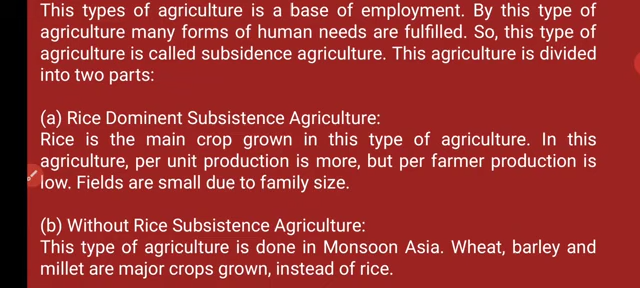 This types of agriculture is a base of employment. By this type of
agriculture many forms of human needs are fulfilled. So, this type of
agriculture is called subsidence agriculture. This agriculture is divided
into two parts:
(a) Rice Dominent Subsistence Agriculture:
Rice is the main crop grown in this type of agriculture. In this
agriculture, per unit production is more, but per farmer production is
low. Fields are small due to family size.
(b) Without Rice Subsistence Agriculture:
This type of agriculture is done in Monsoon Asia. Wheat, barley and
millet are major crops grown, instead of rice.